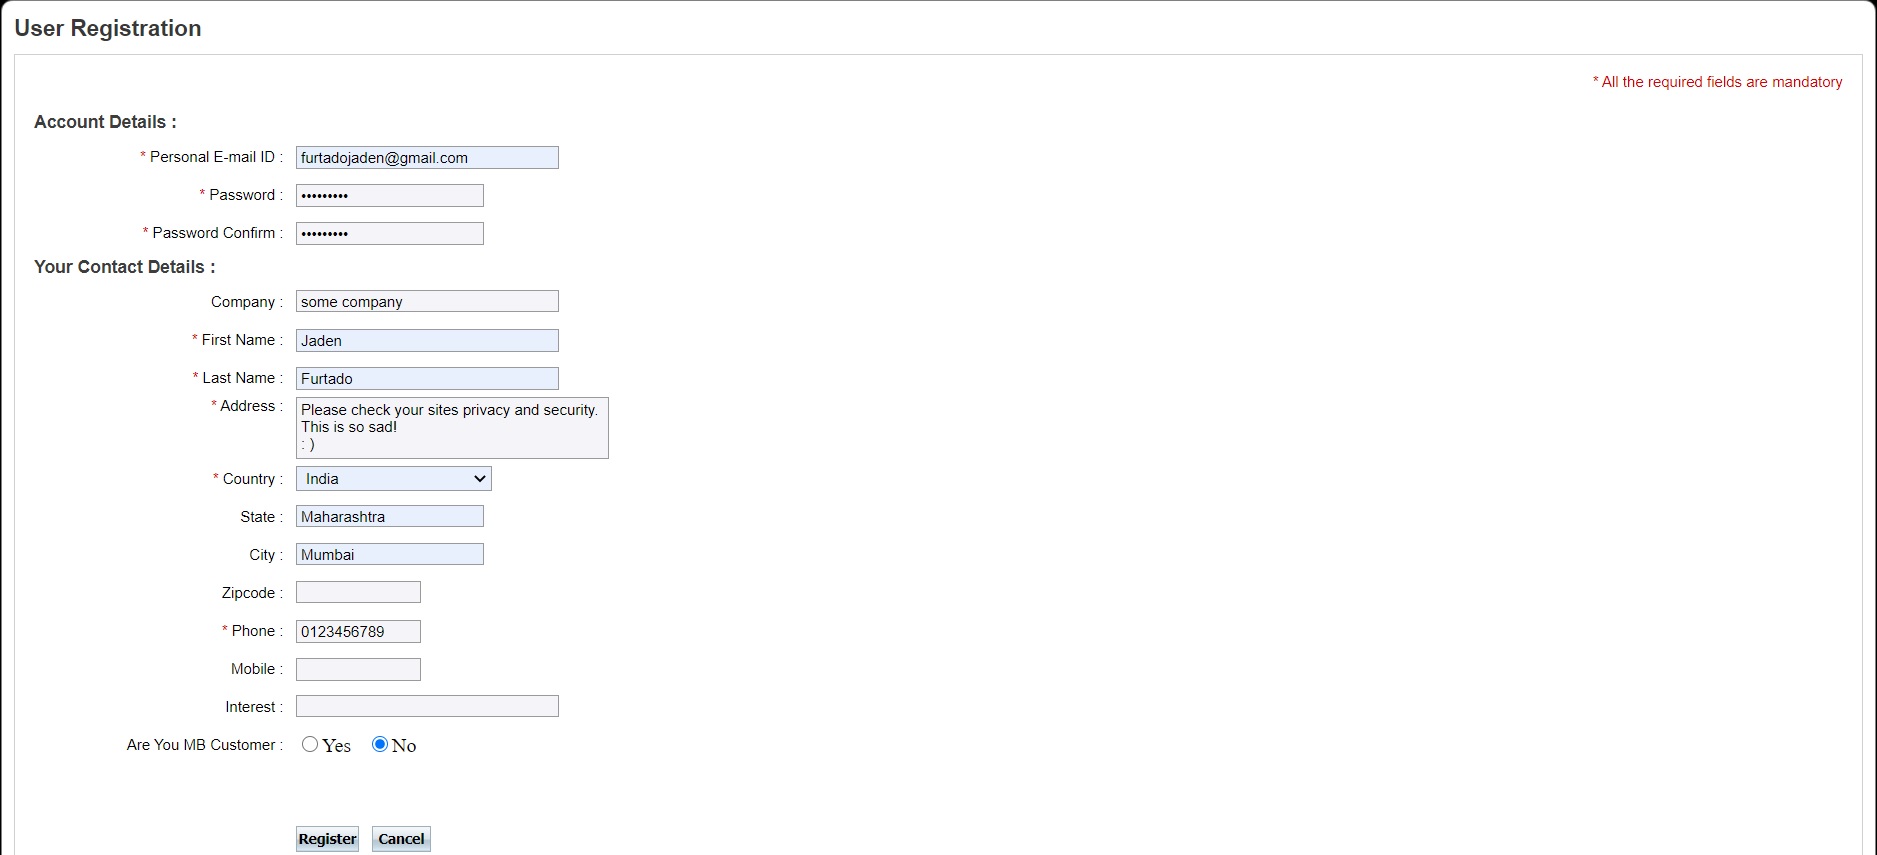 User Registration
* All the required fields are mandatory
Account Details :
* Personal E-mail ID : furtadojaden@gmail.com
* Password : •••••••••
* Password Confirm : •••••••••
Your Contact Details :
Company : some company
* First Name : Jaden
* Last Name : Furtado
* Address : Please check your sites privacy and security.
This is so sad!
: )
* Country : India
State : Maharashtra
City : Mumbai
Zipcode :
* Phone : 0123456789
Mobile :
Interest :
Are You MB Customer : Yes No
Register Cancel